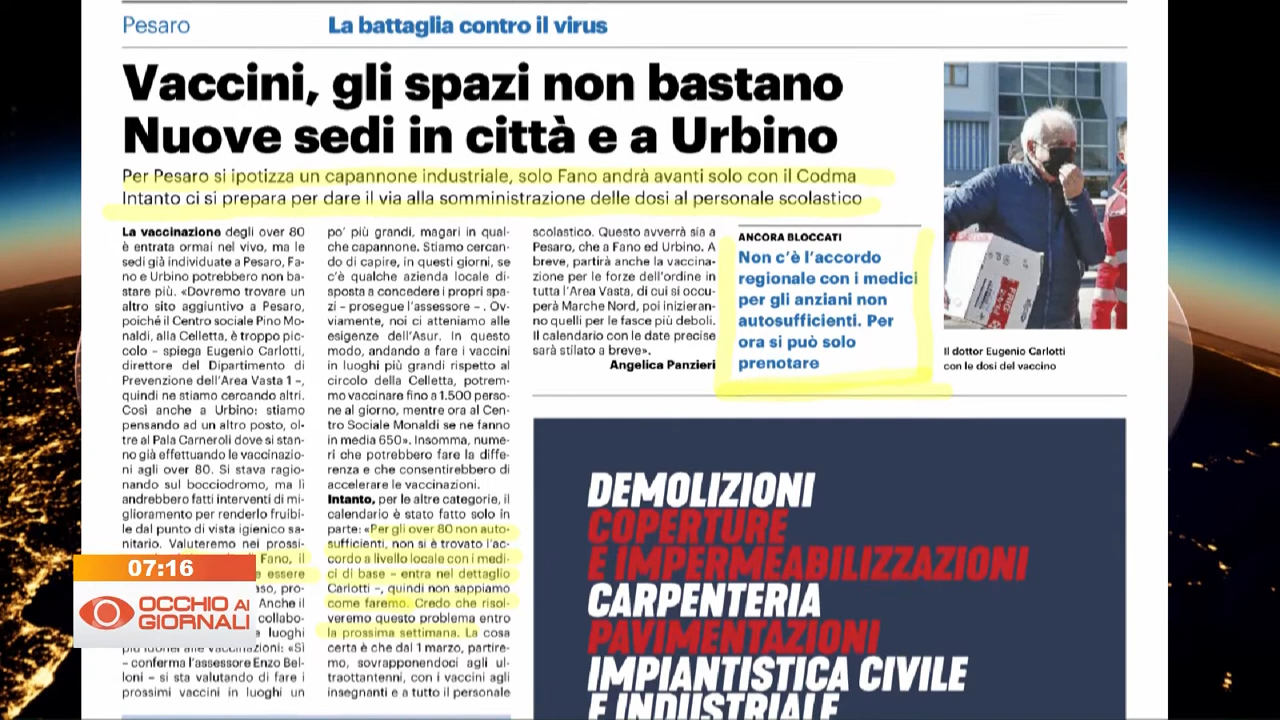 Pesaro
La battaglia contro il virus
Vaccini, gli spazi non bastano
Nuove sedi in città e a Urbino
Per Pesaro si ipotizza un capannone industriale, solo Fano andrà avanti solo con il Codma
Intanto ci si prepara per dare il via alla somministrazione delle dosi al personale scolastico
La vaccinazione degli over 80
è entrata ormai nel vivo, ma le
sedi già individuate a Pesaro, Fa-
no e Urbino potrebbero non ba-
stare più. «Dovremo trovare un
altro sito aggiuntivo a Pesaro,
poiché il Centro sociale Pino Mo-
naldi, alla Celletta, è troppo pic-
colo – spiega Eugenio Carlotti,
direttore del Dipartimento di
Prevenzione dell'Area Vasta 1 –,
quindi ne stiamo cercando altri.
Così anche a Urbino: stiamo
pensando ad un altro posto, ol-
tre al Pala Carneroli dove si stan-
no già effettuando le vaccinazio-
ni agli over 80. Si stava ragio-
nando sul bocciodromo, ma lì
andrebbero fatti interventi di mi-
glioramento per renderlo fruibi-
le dal punto di vista igienico sa-
nitario. Valuteremo nei prossi-
Fano, il
essere
aso, pro-
Anche il
collabo-
e luoghi
più idonei alle vaccinazioni: «Sì
– conferma l'assessore Enzo Bel-
loni – si sta valutando di fare i
prossimi vaccini in luoghi un
po' più grandi, magari in qual-
che capannone. Stiamo cercan-
do di capire, in questi giorni, se
c'è qualche azienda locale di-
sposta a concedere i propri spa-
zi – prosegue l'assessore – . Ov-
viamente, noi ci atteniamo alle
esigenze dell'Asur. In questo
modo, andando a fare i vaccini
in luoghi più grandi rispetto al
circolo della Celletta, potrem-
mo vaccinare fino a 1.500 perso-
ne al giorno, mentre ora al Cen-
tro Sociale Monaldi se ne fanno
in media 650». Insomma, nume-
ri che potrebbero fare la diffe-
renza e che consentirebbero di
accelerare le vaccinazioni.
Intanto, per le altre categorie, il
calendario è stato fatto solo in
parte: «Per gli over 80 non auto-
sufficienti, non si è trovato l'ac-
cordo a livello locale con i medi-
ci di base – entra nel dettaglio
Carlotti –, quindi non sappiamo
come faremo. Credo che risol-
veremo questo problema entro
la prossima settimana. La cosa
certa è che dal 1 marzo, partire-
mo, sovrapponendoci agli ul-
traottantenni, con i vaccini agli
insegnanti e a tutto il personale
scolastico. Questo avverrà sia a
Pesaro, che a Fano ed Urbino. A
breve, partirà anche la vaccina-
zione per le forze dell'ordine in
tutta l'Area Vasta, di cui si occu-
perà Marche Nord, poi inizieran-
no quelli per le fasce più deboli.
Il calendario con le date precise
sarà stilato a breve».
Angelica Panzieri
ANCORA BLOCCATI
Non c'è l'accordo
regionale con i medici
per gli anziani non
autosufficienti. Per
ora si può solo
prenotare
Il dottor Eugenio Carlotti
con le dosi del vaccino
DEMOLIZIONI
COPERTURE
E IMPERMEABILIZZAZIONI
CARPENTERIA
PAVIMENTAZIONI
IMPIANTISTICA CIVILE
E INDUSTRIALE
07:16
OCCHIO AI
GIORNALI